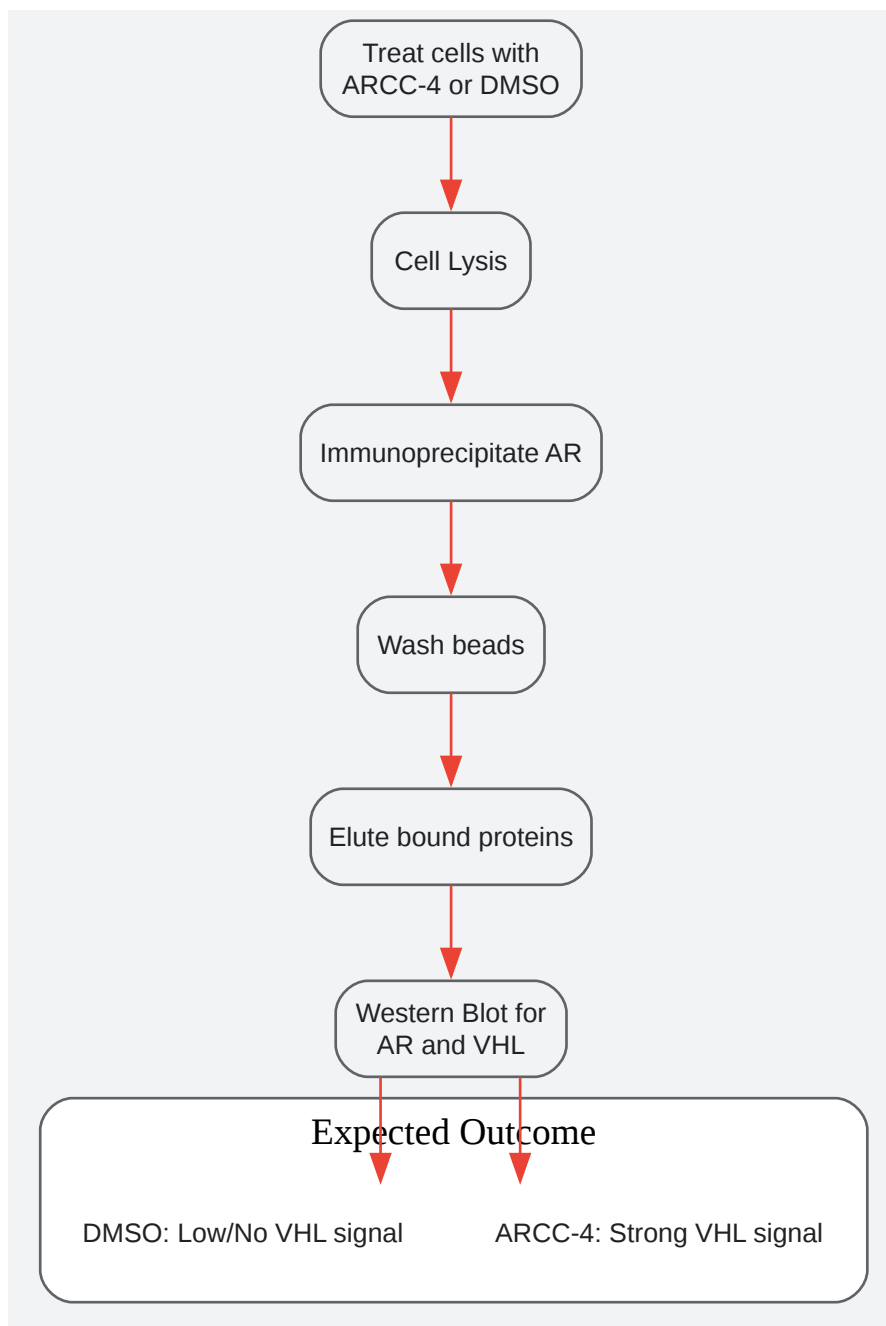 Treat cells with
ARCC-4 or DMSO
Cell Lysis
Immunoprecipitate AR
Wash beads
Elute bound proteins
Western Blot for
AR and VHL
Expected Outcome
DMSO: Low/No VHL signal
ARCC-4: Strong VHL signal